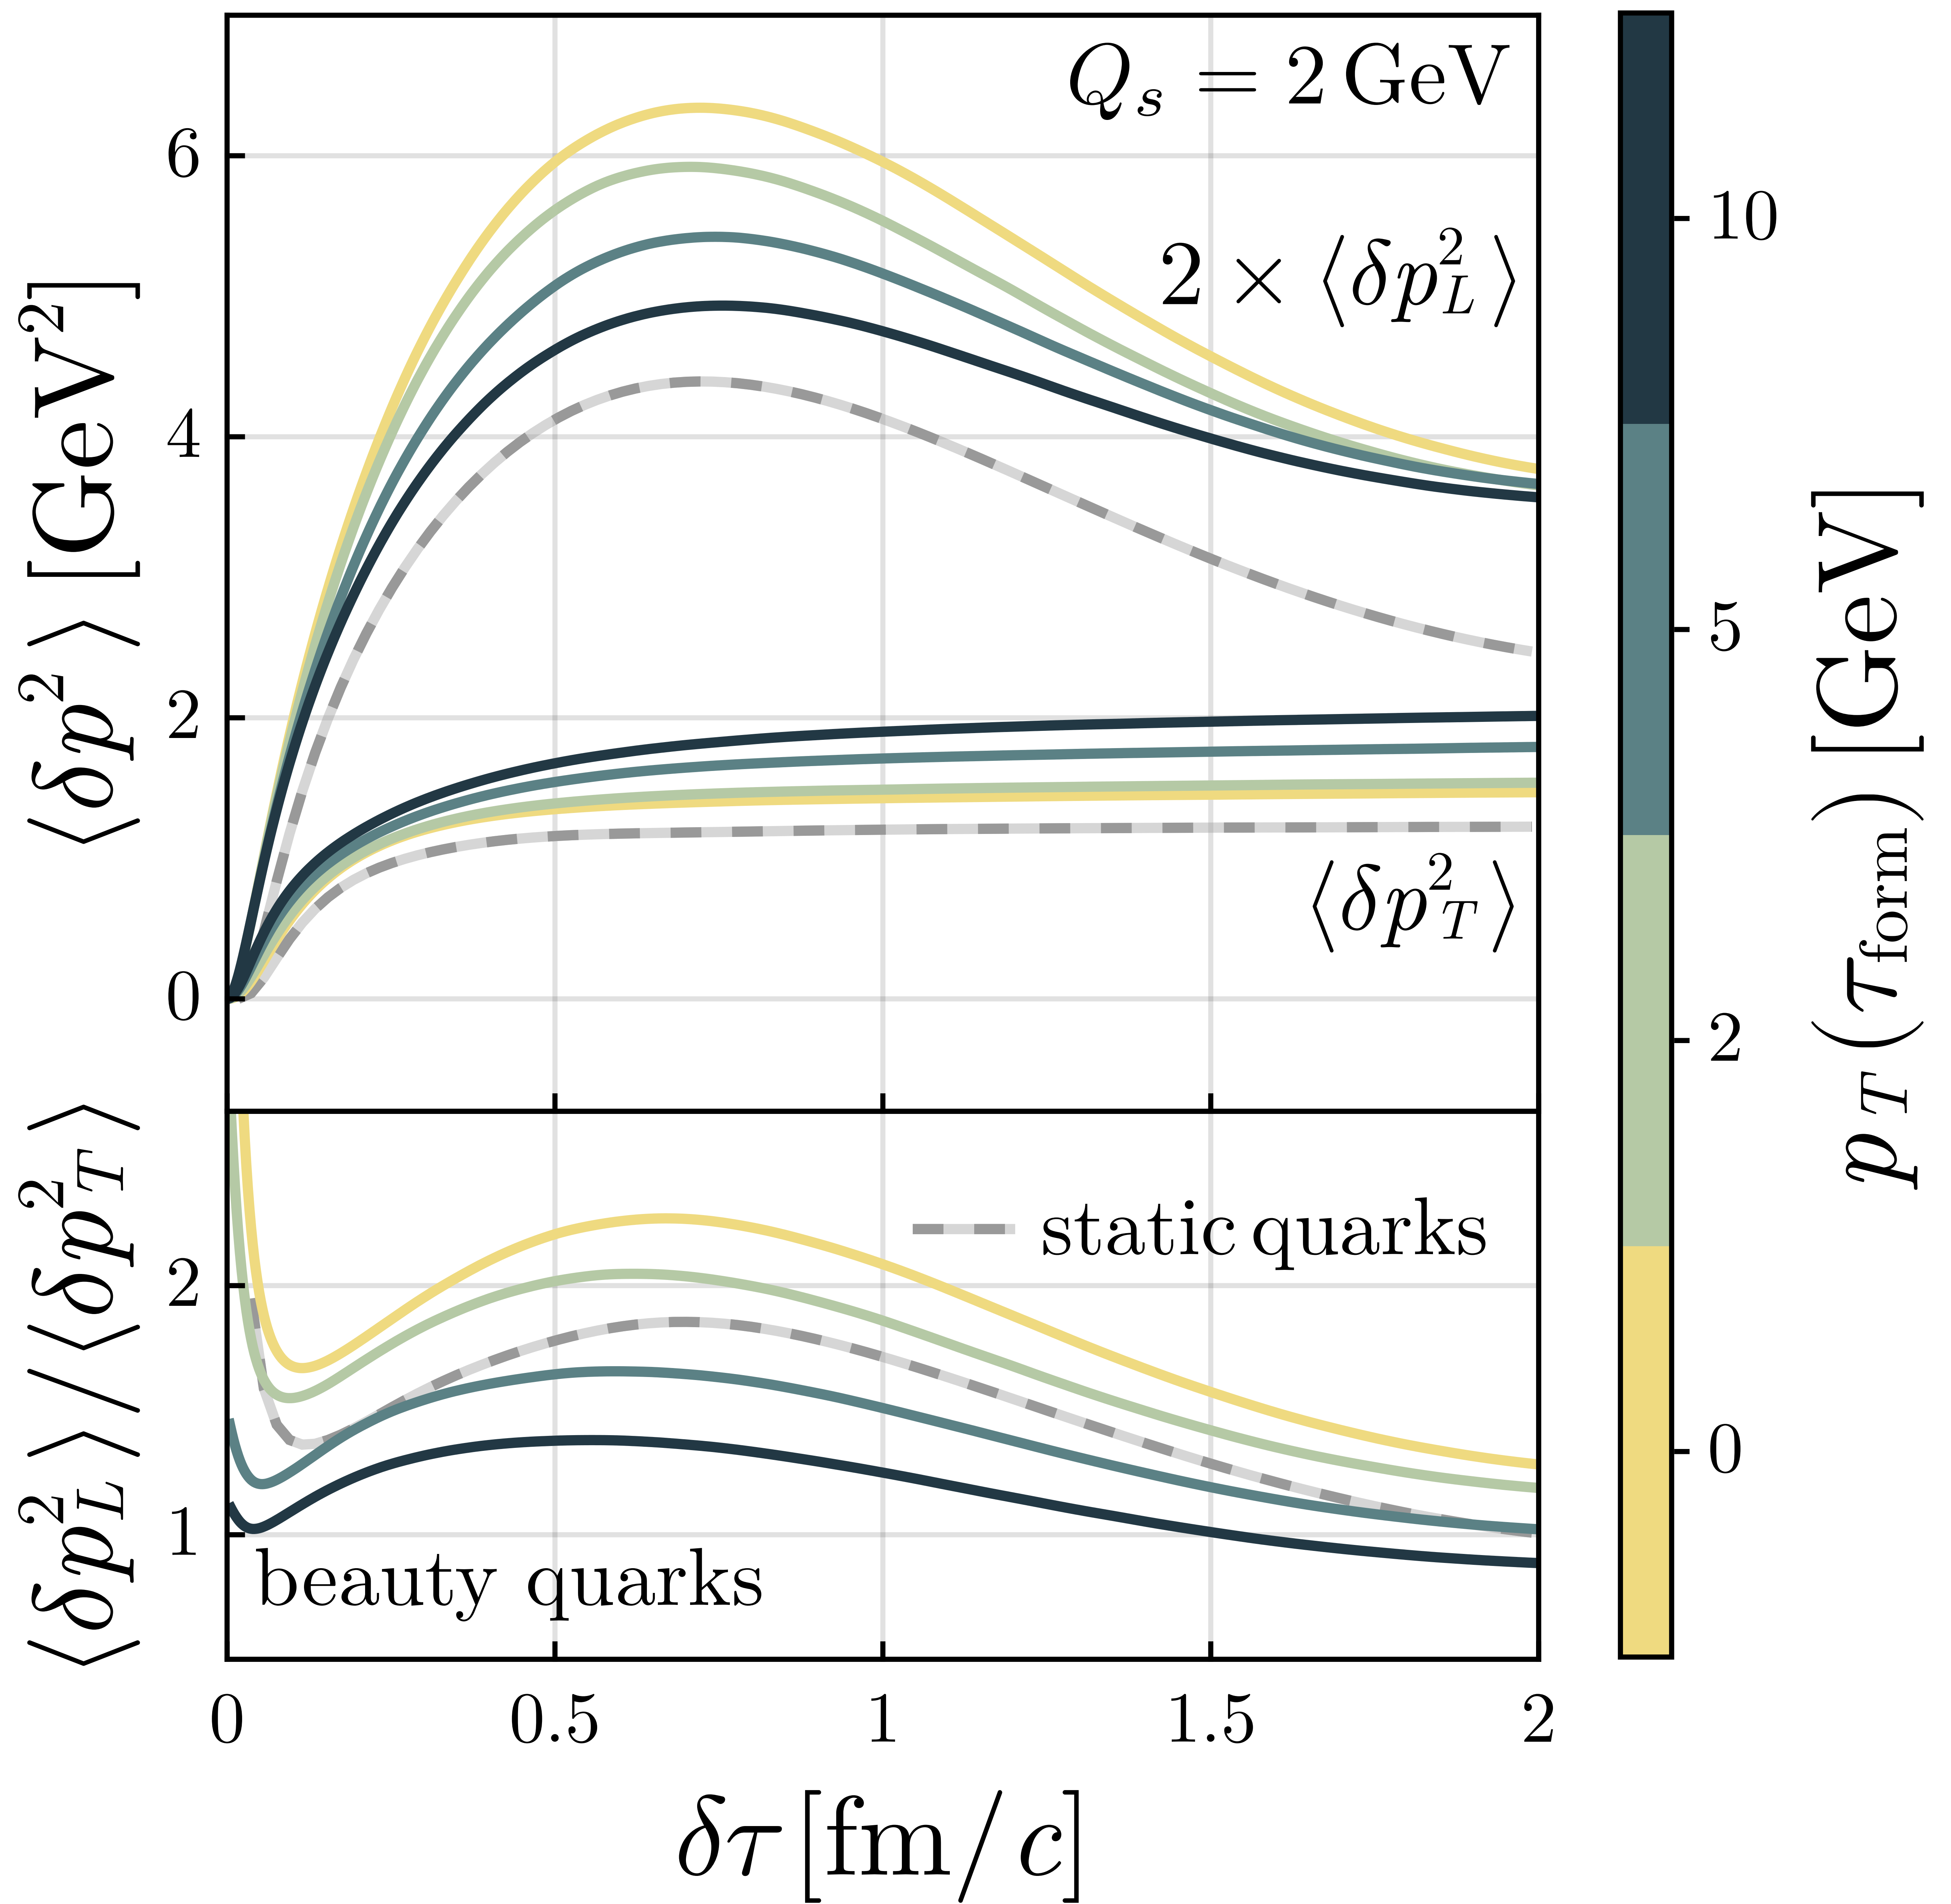 Q_s = 2 GeV
2 × ⟨δp_L^2⟩
⟨δp_T^2⟩
⟨δp^2⟩ [GeV^2]
6
4
2
0
static quarks
beauty quarks
⟨δp_L^2⟩ / ⟨δp_T^2⟩
2
1
0
0.5
1
1.5
2
δτ [fm/c]
10
5
2
0
p_T (τ_form) [GeV]